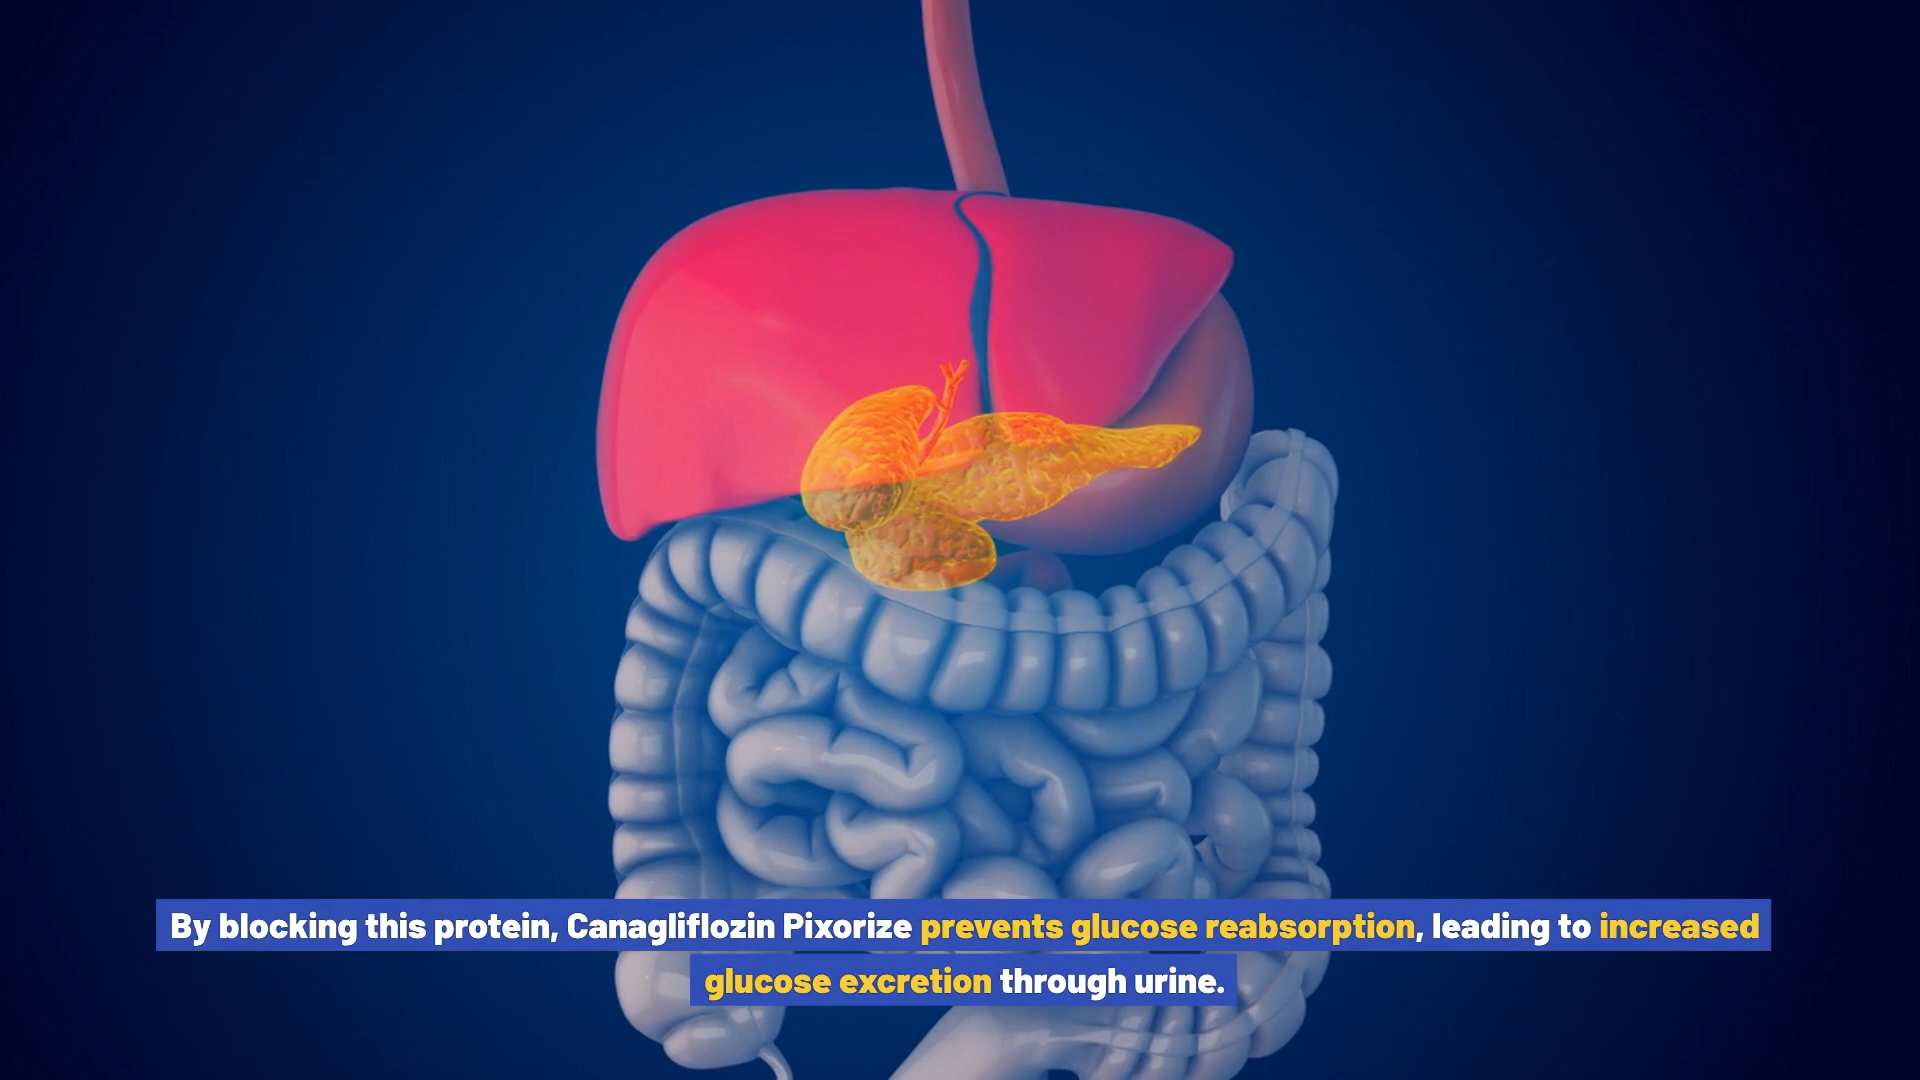 By blocking this protein, Canagliflozin Pixorize prevents glucose reabsorption, leading to increased
glucose excretion through urine.